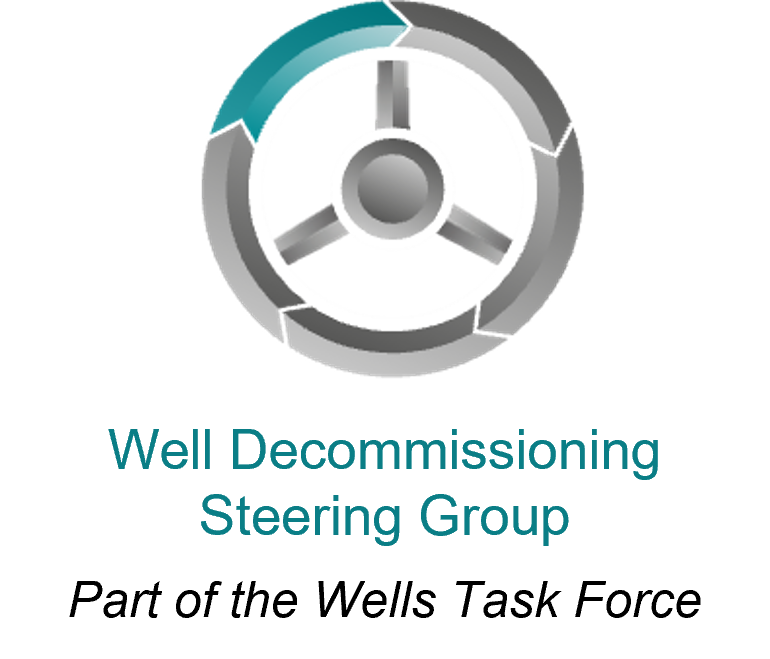 Well Decommissioning
Steering Group
Part of the Wells Task Force